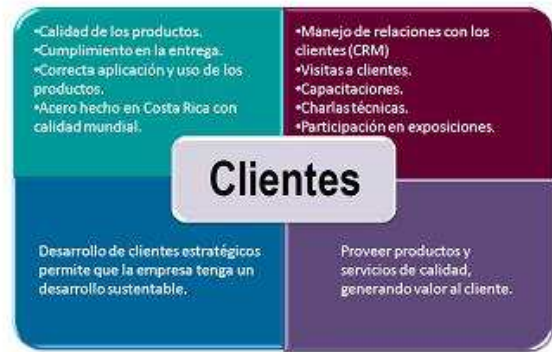 •Calidad de los productos.
•Cumplimiento en la entrega.
•Correcta aplicación y uso de los
productos.
•Acero hecho en Costa Rica con
calidad mundial.
•Manejo de relaciones con los
clientes (CRM)
•Visitas a clientes.
•Capacitaciones.
•Charlas técnicas.
•Participación en exposiciones.
Clientes
Desarrollo de clientes estratégicos
permite que la empresa tenga un
desarrollo sustentable.
Proveer productos y
servicios de calidad,
generando valor al cliente.